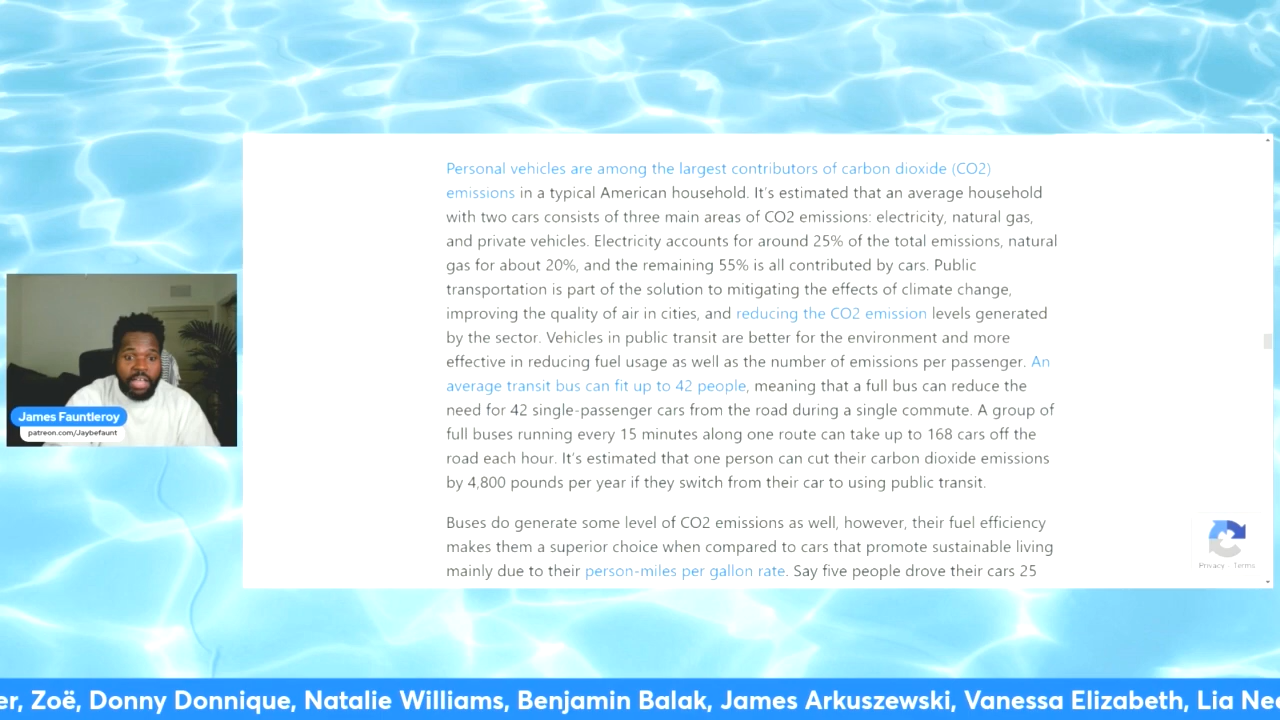 Personal vehicles are among the largest contributors of carbon dioxide (CO2)
emissions in a typical American household. It’s estimated that an average household
with two cars consists of three main areas of CO2 emissions: electricity, natural gas,
and private vehicles. Electricity accounts for around 25% of the total emissions, natural
gas for about 20%, and the remaining 55% is all contributed by cars. Public
transportation is part of the solution to mitigating the effects of climate change,
improving the quality of air in cities, and reducing the CO2 emission levels generated
by the sector. Vehicles in public transit are better for the environment and more
effective in reducing fuel usage as well as the number of emissions per passenger. An
average transit bus can fit up to 42 people, meaning that a full bus can reduce the
need for 42 single-passenger cars from the road during a single commute. A group of
full buses running every 15 minutes along one route can take up to 168 cars off the
road each hour. It’s estimated that one person can cut their carbon dioxide emissions
by 4,800 pounds per year if they switch from their car to using public transit.
Buses do generate some level of CO2 emissions as well, however, their fuel efficiency
makes them a superior choice when compared to cars that promote sustainable living
mainly due to their person-miles per gallon rate. Say five people drove their cars 25
James Fauntleroy
patreon.com/Jaybefaunt
Privacy - Terms
er, Zoë, Donny Donnique, Natalie Williams, Benjamin Balak, James Arkuszewski, Vanessa Elizabeth, Lia Ned